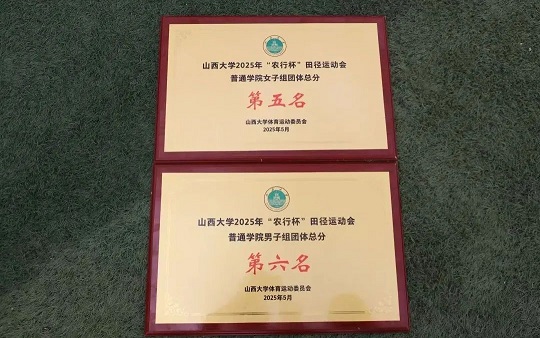 山西大学2025年“农行杯”田径运动会
普通学院女子组团体总分
第五名
山西大学体育运动委员会
2025年5月
山西大学2025年“农行杯”田径运动会
普通学院男子组团体总分
第六名
山西大学体育运动委员会
2025年5月